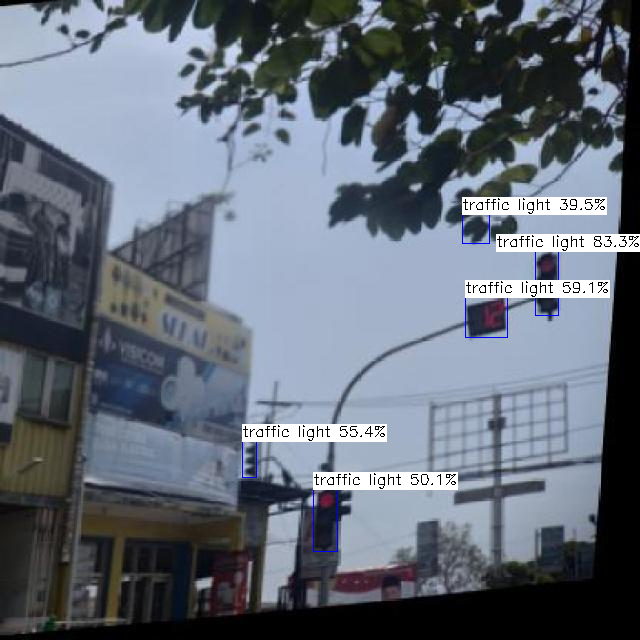 traffic light 39.5%
traffic light 83.3%
traffic light 59.1%
12
traffic light 55.4%
traffic light 50.1%